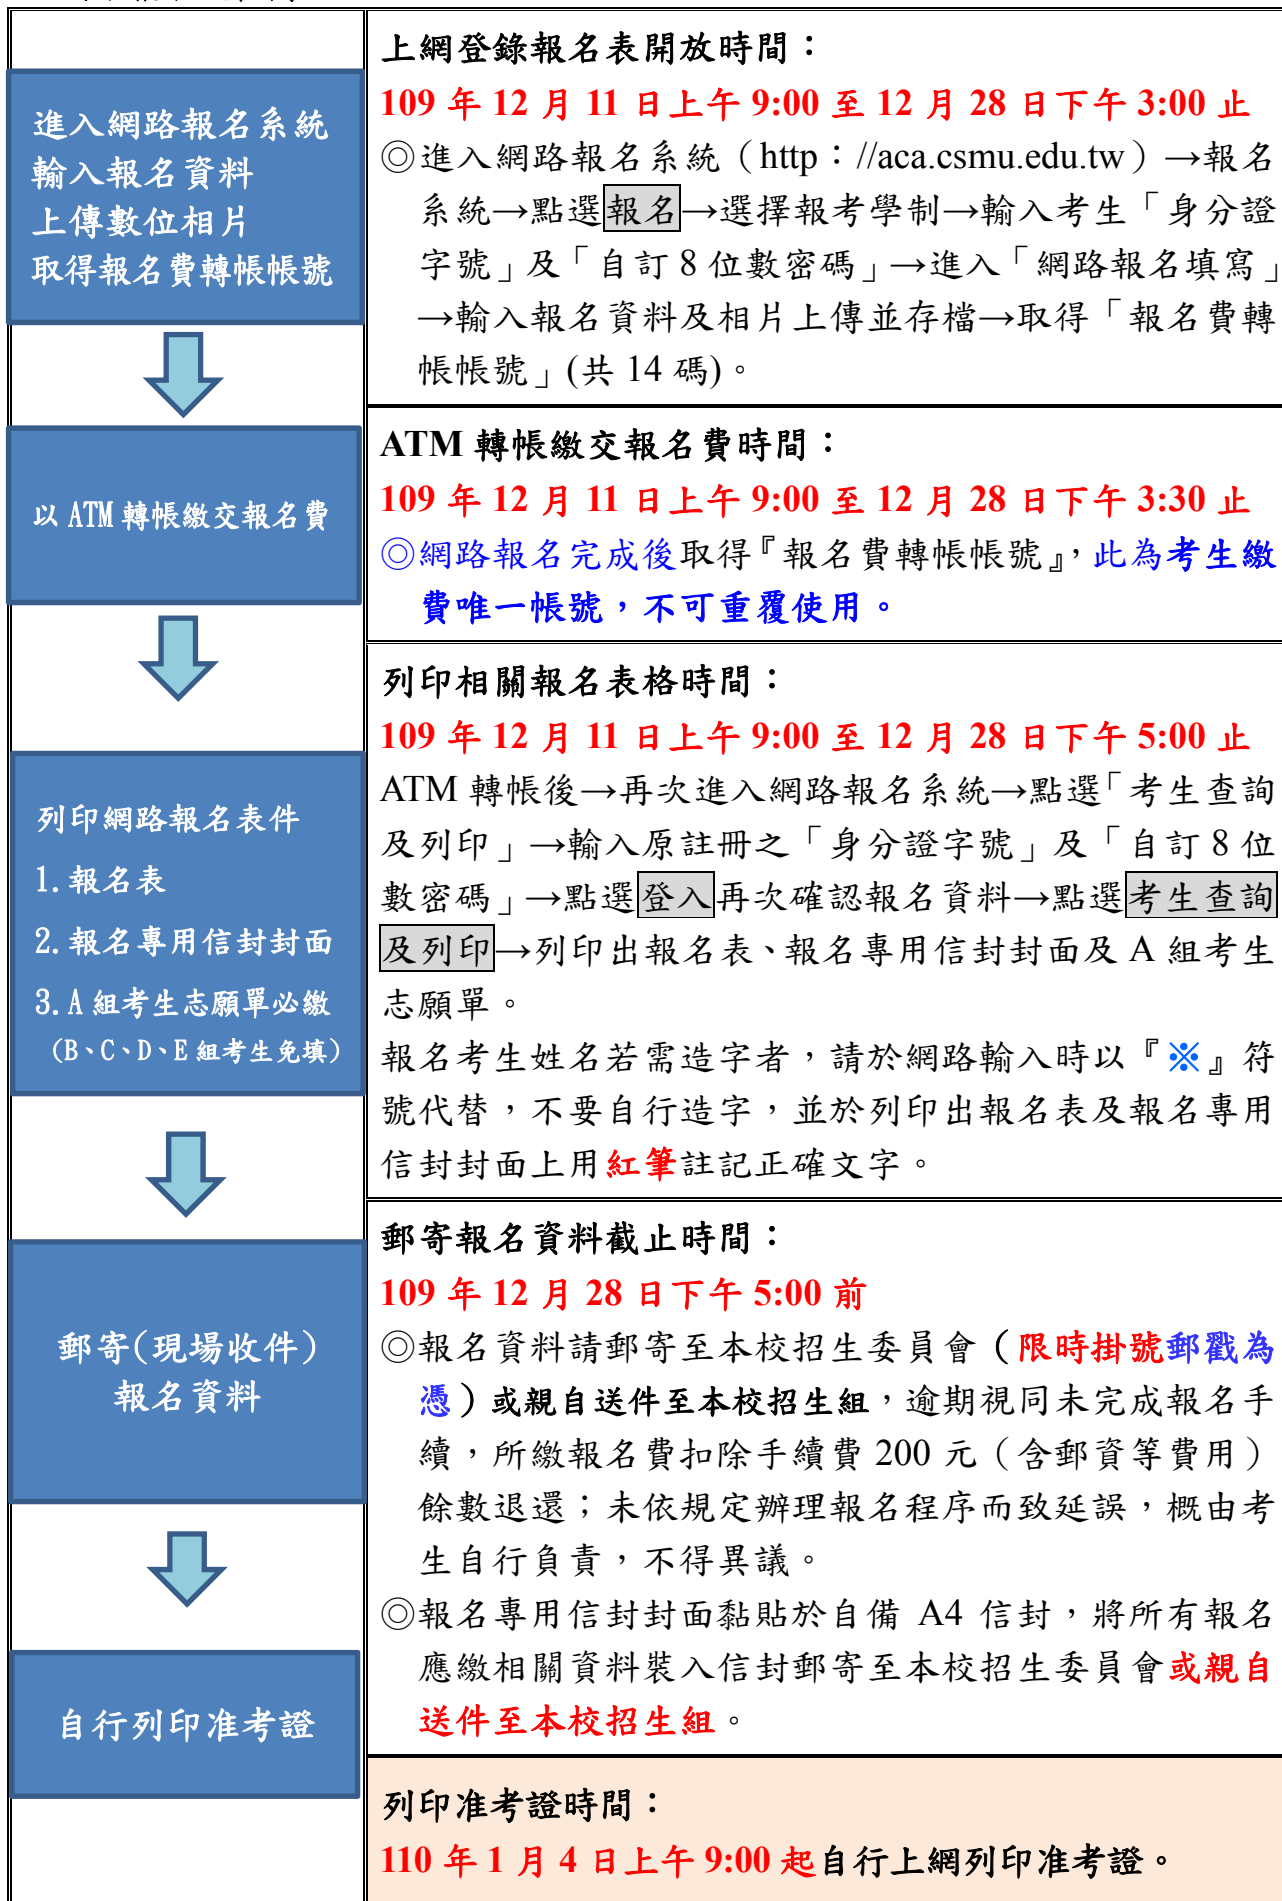 進入網路報名系統
輸入報名資料
上傳數位相片
取得報名費轉帳帳號
上網登錄報名表開放時間：
109 年 12 月 11 日上午 9:00 至 12 月 28 日下午 3:00 止
◎進入網路報名系統（http：//aca.csmu.edu.tw）→報名
系統→點選報名→選擇報考學制→輸入考生「身分證
字號」及「自訂 8 位數密碼」→進入「網路報名填寫」
→輸入報名資料及相片上傳並存檔→取得「報名費轉
帳帳號」(共 14 碼)。
以 ATM 轉帳繳交報名費
ATM 轉帳繳交報名費時間：
109 年 12 月 11 日上午 9:00 至 12 月 28 日下午 3:30 止
◎網路報名完成後取得『報名費轉帳帳號』，此為考生繳
費唯一帳號，不可重覆使用。
列印網路報名表件
1.報名表
2.報名專用信封封面
3.A 組考生志願單必繳
（B、C、D、E 組考生免填）
列印相關報名表格時間：
109 年 12 月 11 日上午 9:00 至 12 月 28 日下午 5:00 止
ATM 轉帳後→再次進入網路報名系統→點選「考生查詢
及列印」→輸入原註冊之「身分證字號」及「自訂 8 位
數密碼」→點選登入再次確認報名資料→點選考生查詢
及列印→列印出報名表、報名專用信封封面及 A 組考生
志願單。
報名考生姓名若需造字者，請於網路輸入時以『※』符
號代替，不要自行造字，並於列印出報名表及報名專用
信封封面上用紅筆註記正確文字。
郵寄(現場收件)
報名資料
郵寄報名資料截止時間：
109 年 12 月 28 日下午 5:00 前
◎報名資料請郵寄至本校招生委員會（限時掛號郵戳為
憑）或親自送件至本校招生組，逾期視同未完成報名手
續，所繳報名費扣除手續費 200 元（含郵資等費用）
餘數退還；未依規定辦理報名程序而致延誤，概由考
生自行負責，不得異議。
◎報名專用信封封面黏貼於自備 A4 信封，將所有報名
應繳相關資料裝入信封郵寄至本校招生委員會或親自
送件至本校招生組。
自行列印准考證
列印准考證時間：
110 年 1 月 4 日上午 9:00 起自行上網列印准考證。